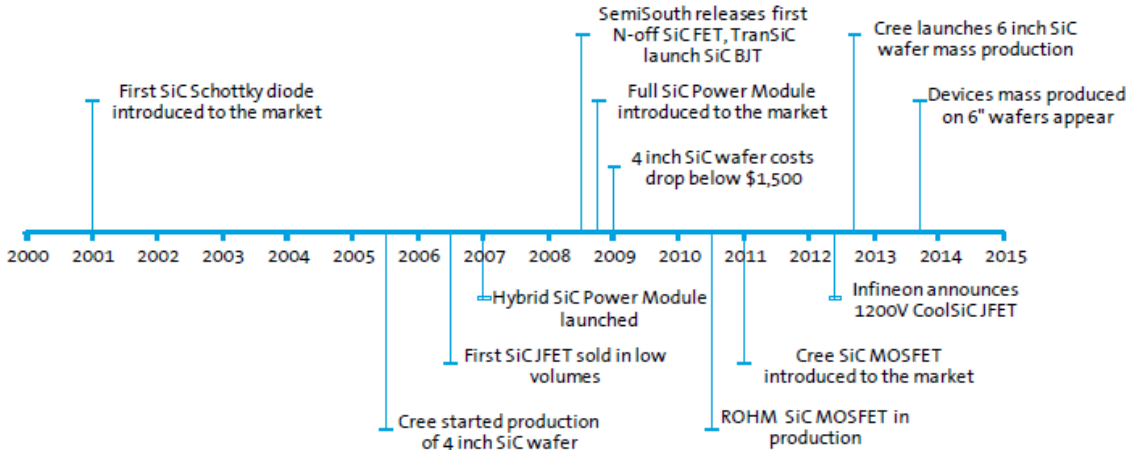 SemiSouth releases first
N-off SiC FET, TranSiC
launch SiC BJT
Cree launches 6 inch SiC
wafer mass production
First SiC Schottky diode
introduced to the market
Full SiC Power Module
introduced to the market
Devices mass produced
on 6" wafers appear
4 inch SiC wafer costs
drop below $1,500
2000 2001 2002 2003 2004 2005 2006 2007 2008 2009 2010 2011 2012 2013 2014 2015
Hybrid SiC Power Module
launched
Infineon announces
1200V CoolSiC JFET
First SiC JFET sold in low
volumes
Cree SiC MOSFET
introduced to the market
Cree started production
of 4 inch SiC wafer
ROHM SiC MOSFET in
production